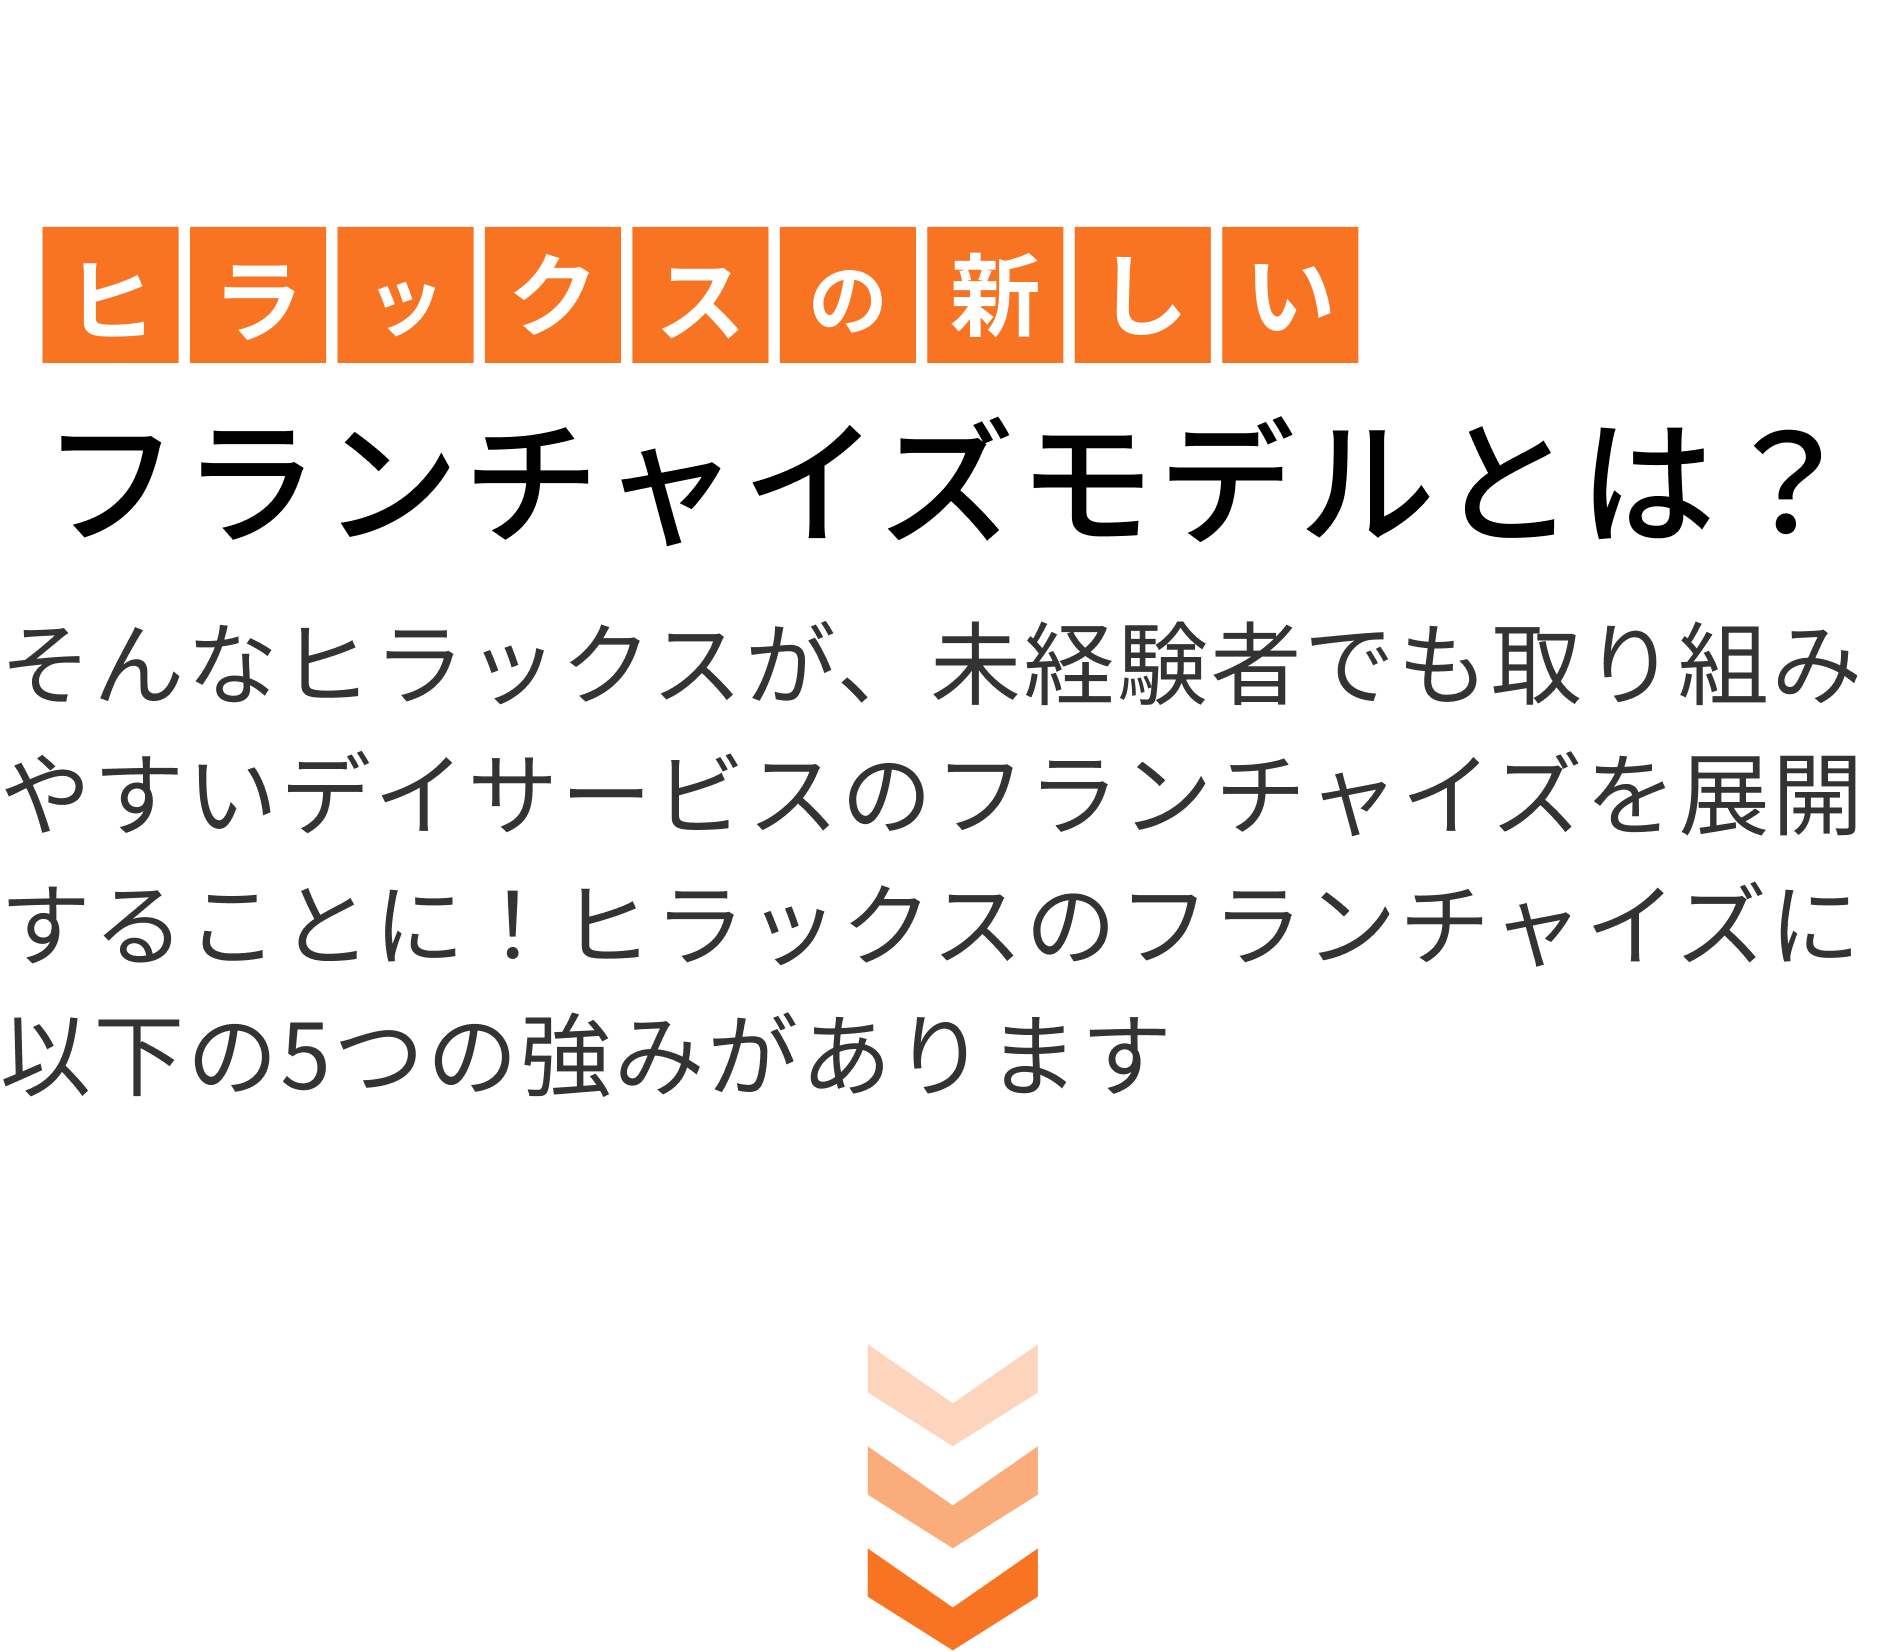 ヒラックスの新しい
フランチャイズモデルとは？
そんなヒラックスが、未経験者でも取り組み
やすいデイサービスのフランチャイズを展開
することに！ヒラックスのフランチャイズに
以下の5つの強みがあります